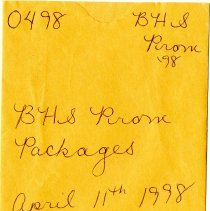 0498 BHS
Prom
'98
BHS Prom
Packages
April 11th 1998